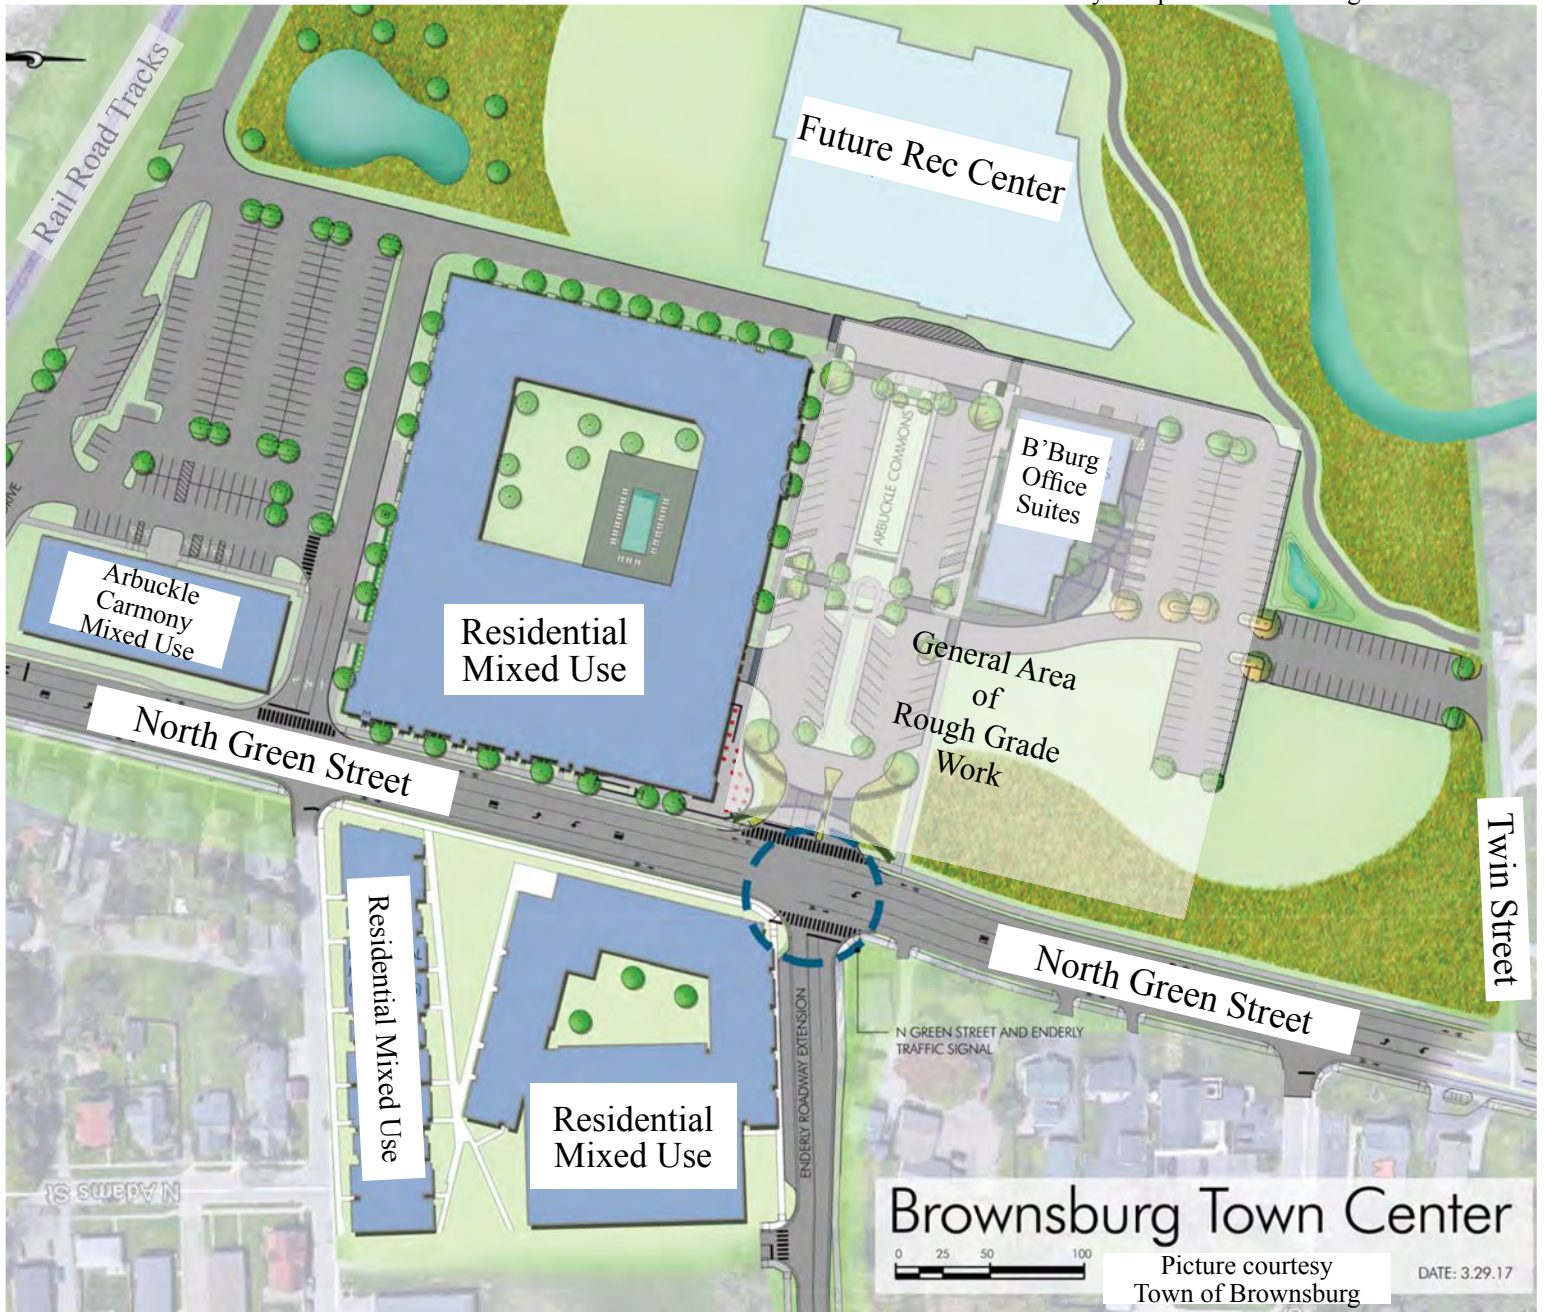 Rail Road Tracks
Future Rec Center
ARBUCKLE COMMONS
B'Burg
Office
Suites
Arbuckle
Carmony
Mixed Use
Residential
Mixed Use
General Area
of
Rough Grade
Work
North Green Street
Twin Street
Residential Mixed Use
North Green Street
N GREEN STREET AND ENDERLY
TRAFFIC SIGNAL
ENDERLY ROADWAY EXTENSION
Residential
Mixed Use
N Adams St
Brownsburg Town Center
0 25 50 100
Picture courtesy
Town of Brownsburg
DATE: 3.29.17